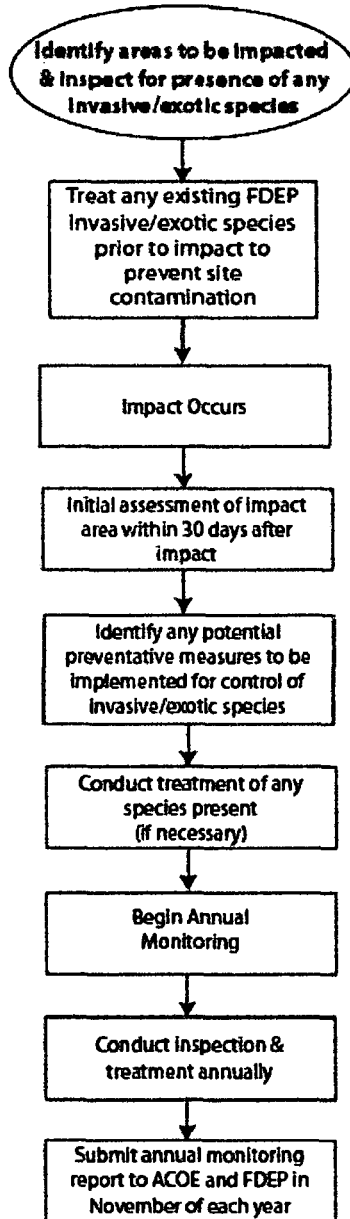 Identify areas to be impacted
& inspect for presence of any
invasive/exotic species
Treat any existing FDEP
invasive/exotic species
prior to impact to
prevent site
contamination
Impact Occurs
Initial assessment of impact
area within 30 days after
impact
Identify any potential
preventative measures to be
implemented for control of
invasive/exotic species
Conduct treatment of any
species present
(if necessary)
Begin Annual
Monitoring
Conduct inspection &
treatment annually
Submit annual monitoring
report to ACOE and FDEP in
November of each year